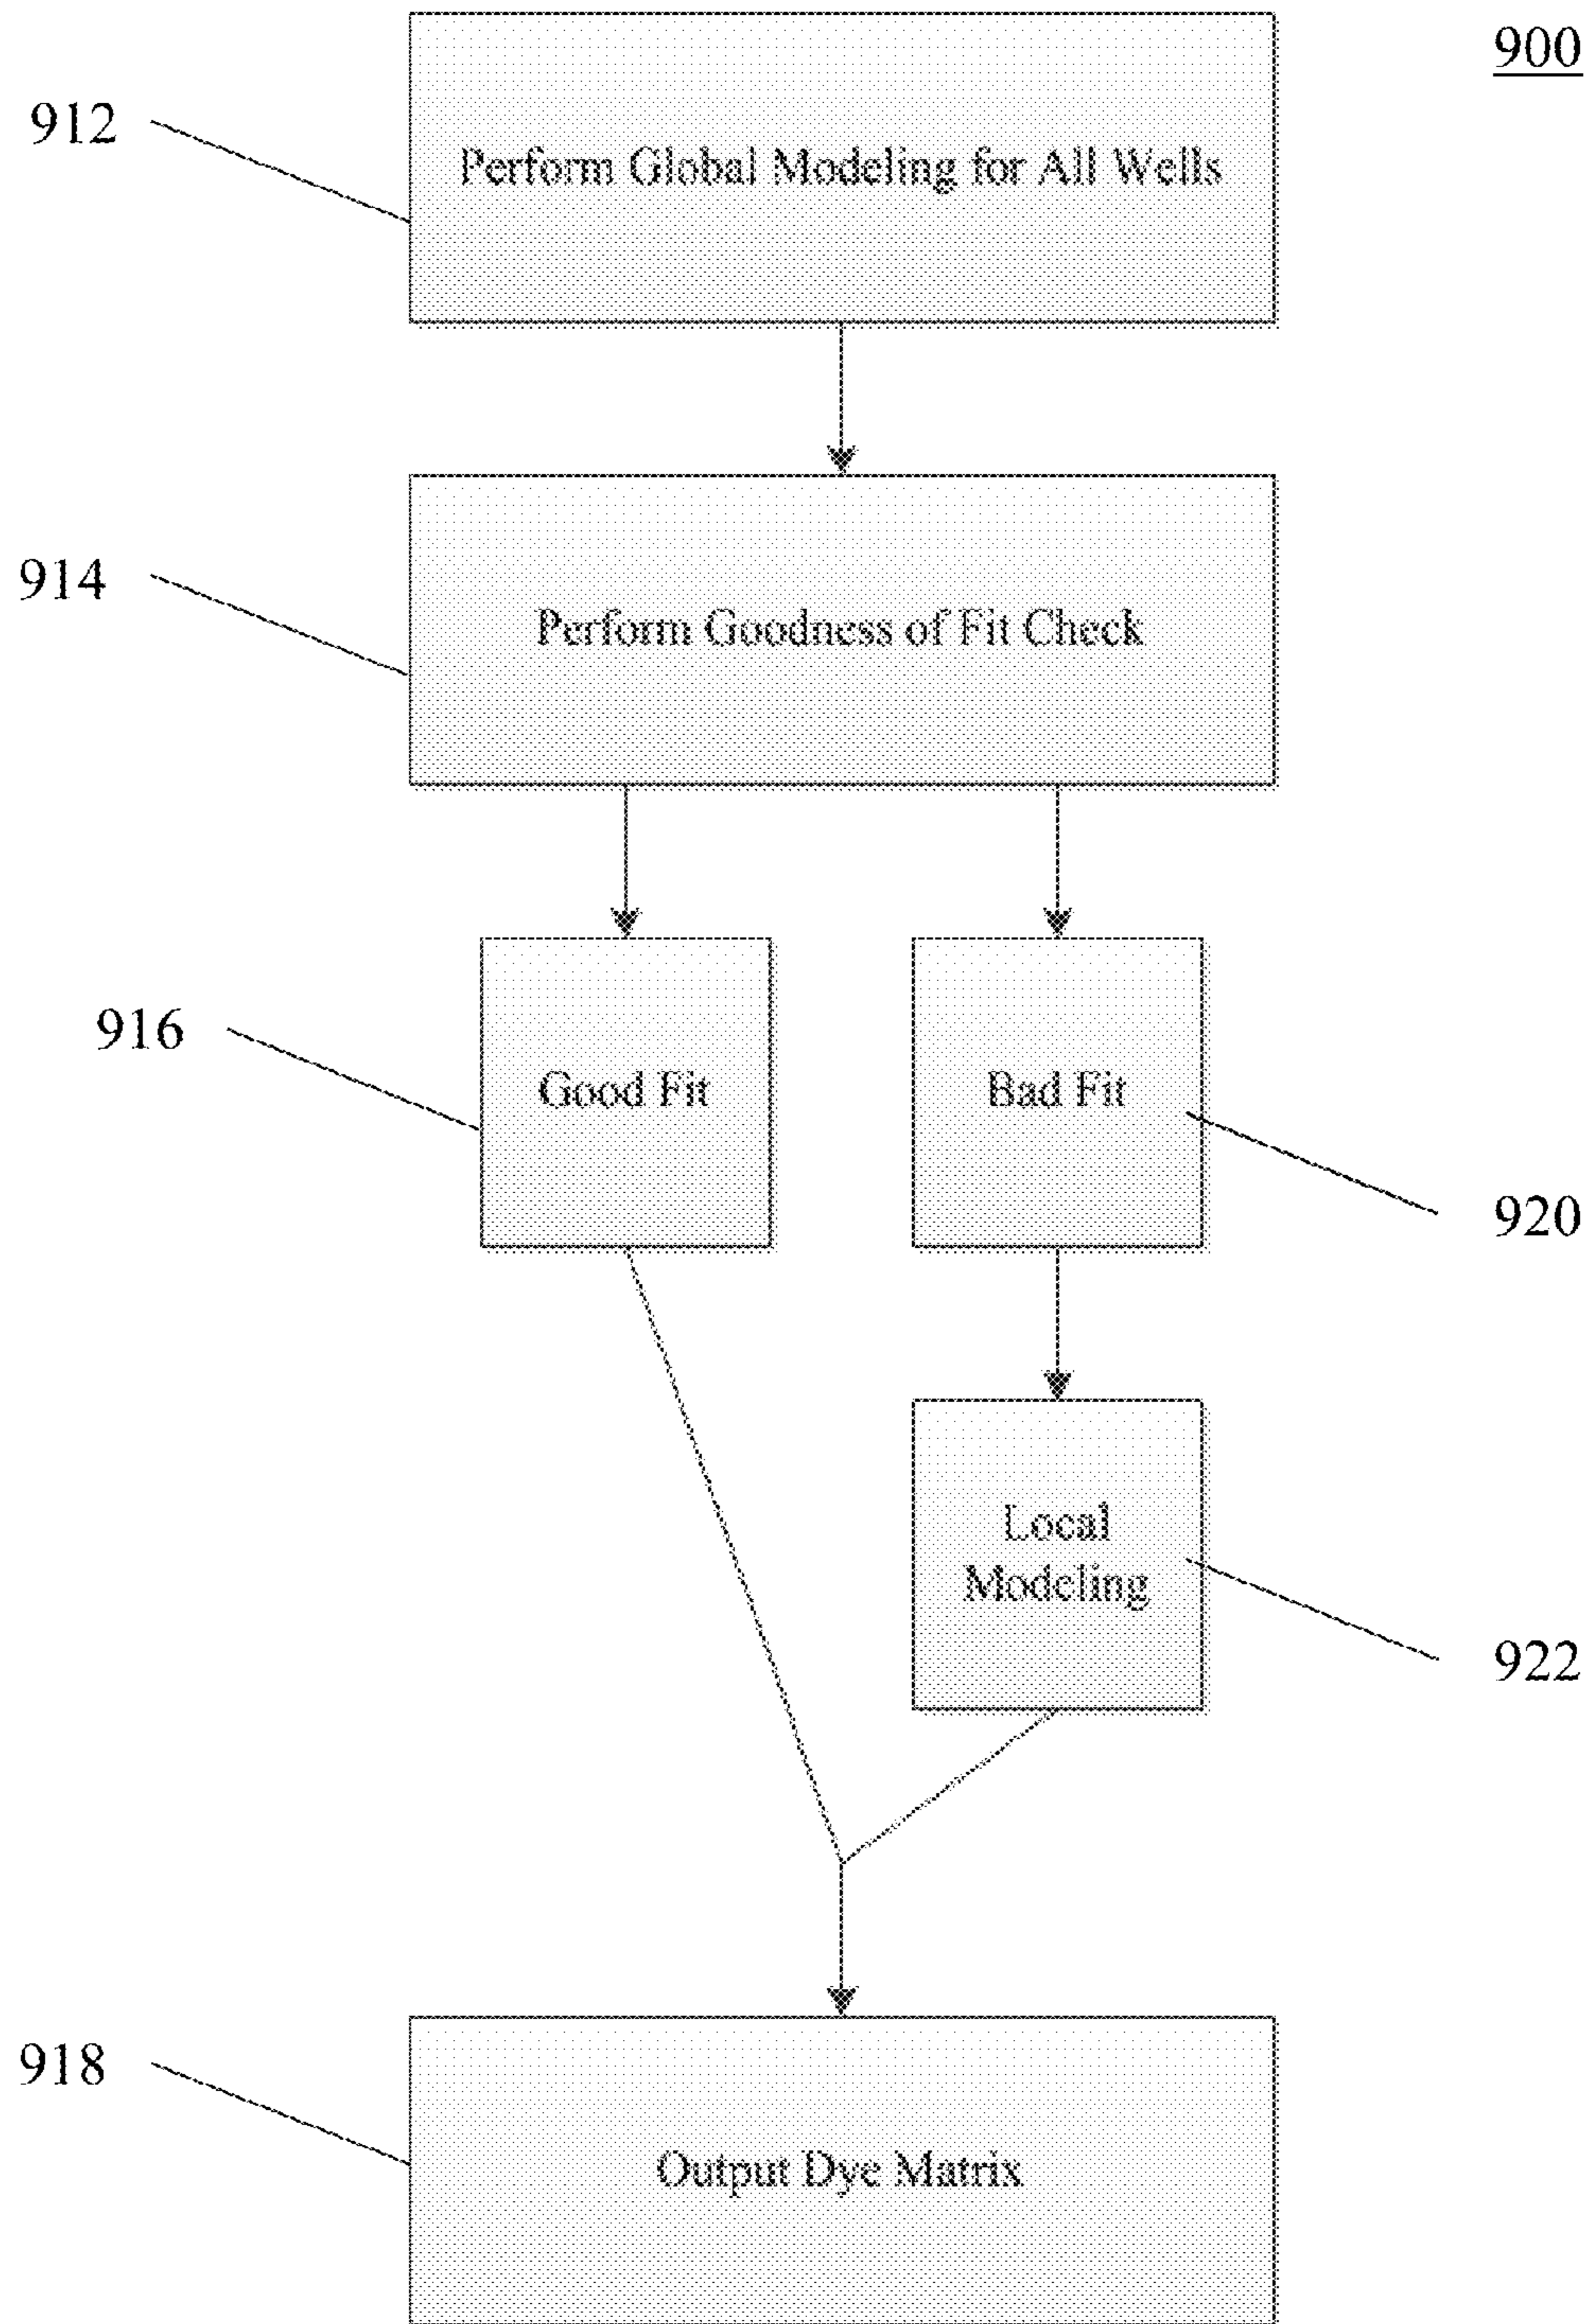 900
912
Perform Global Modeling for All Wells
914
Perform Goodness of Fit Check
916
Good Fit
Bad Fit
920
Local
Modeling
922
918
Output Dye Matrix